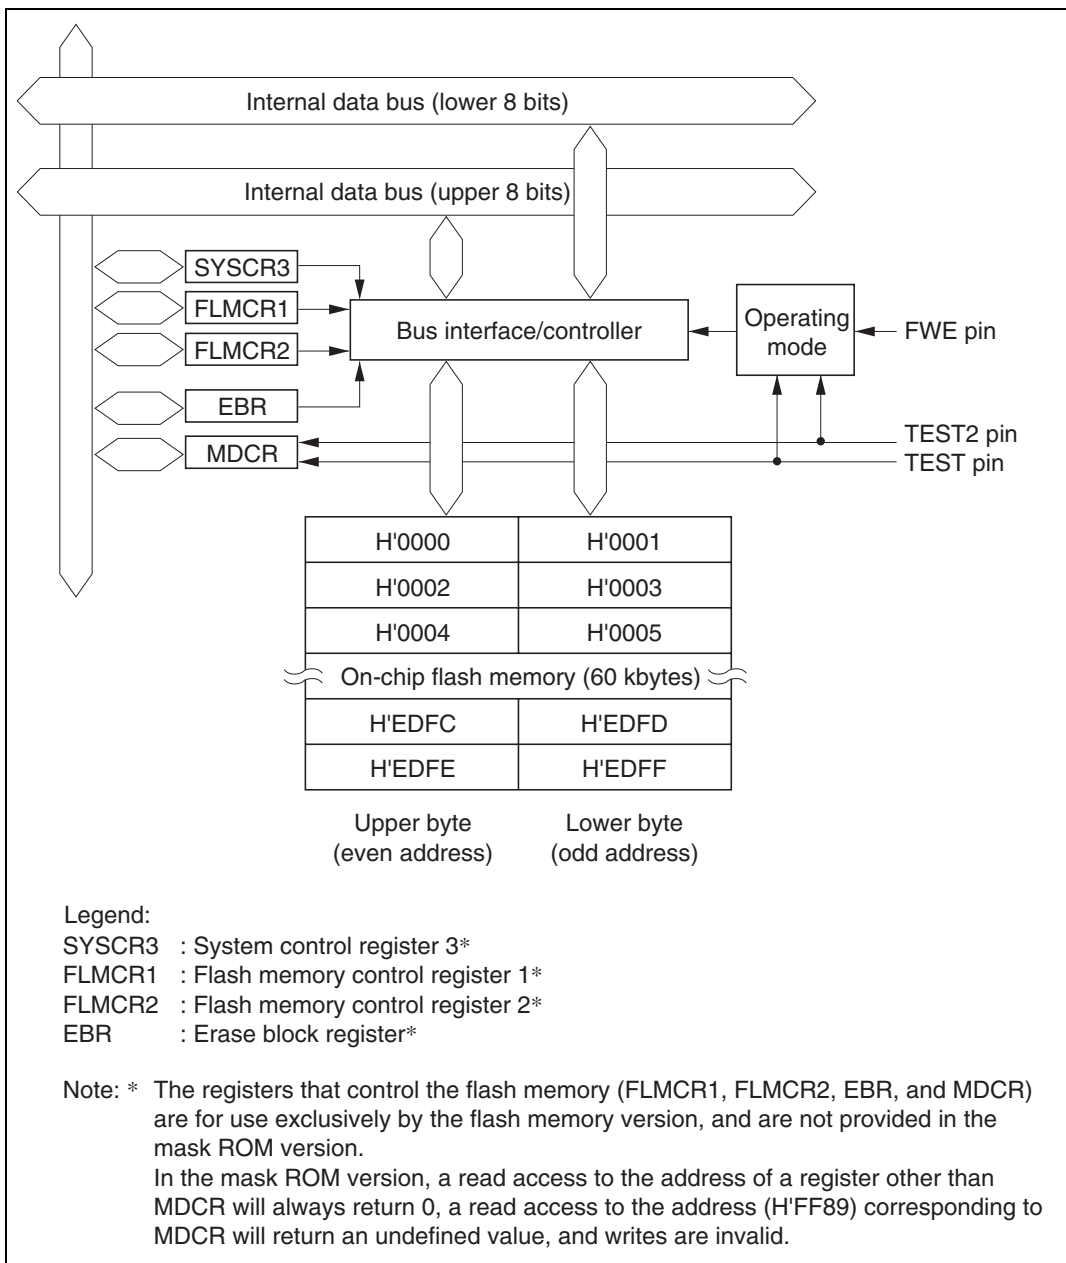 Internal data bus (lower 8 bits)
Internal data bus (upper 8 bits)
SYSCR3
FLMCR1
FLMCR2
EBR
MDCR
Bus interface/controller
Operating
mode
FWE pin
TEST2 pin
TEST pin
H'0000 H'0001
H'0002 H'0003
H'0004 H'0005
On-chip flash memory (60 kbytes)
H'EDFC H'EDFD
H'EDFE H'EDFF
Upper byte Lower byte
(even address) (odd address)
Legend:
SYSCR3 : System control register 3*
FLMCR1 : Flash memory control register 1*
FLMCR2 : Flash memory control register 2*
EBR : Erase block register*
Note: * The registers that control the flash memory (FLMCR1, FLMCR2, EBR, and MDCR)
are for use exclusively by the flash memory version, and are not provided in the
mask ROM version.
In the mask ROM version, a read access to the address of a register other than
MDCR will always return 0, a read access to the address (H'FF89) corresponding to
MDCR will return an undefined value, and writes are invalid.